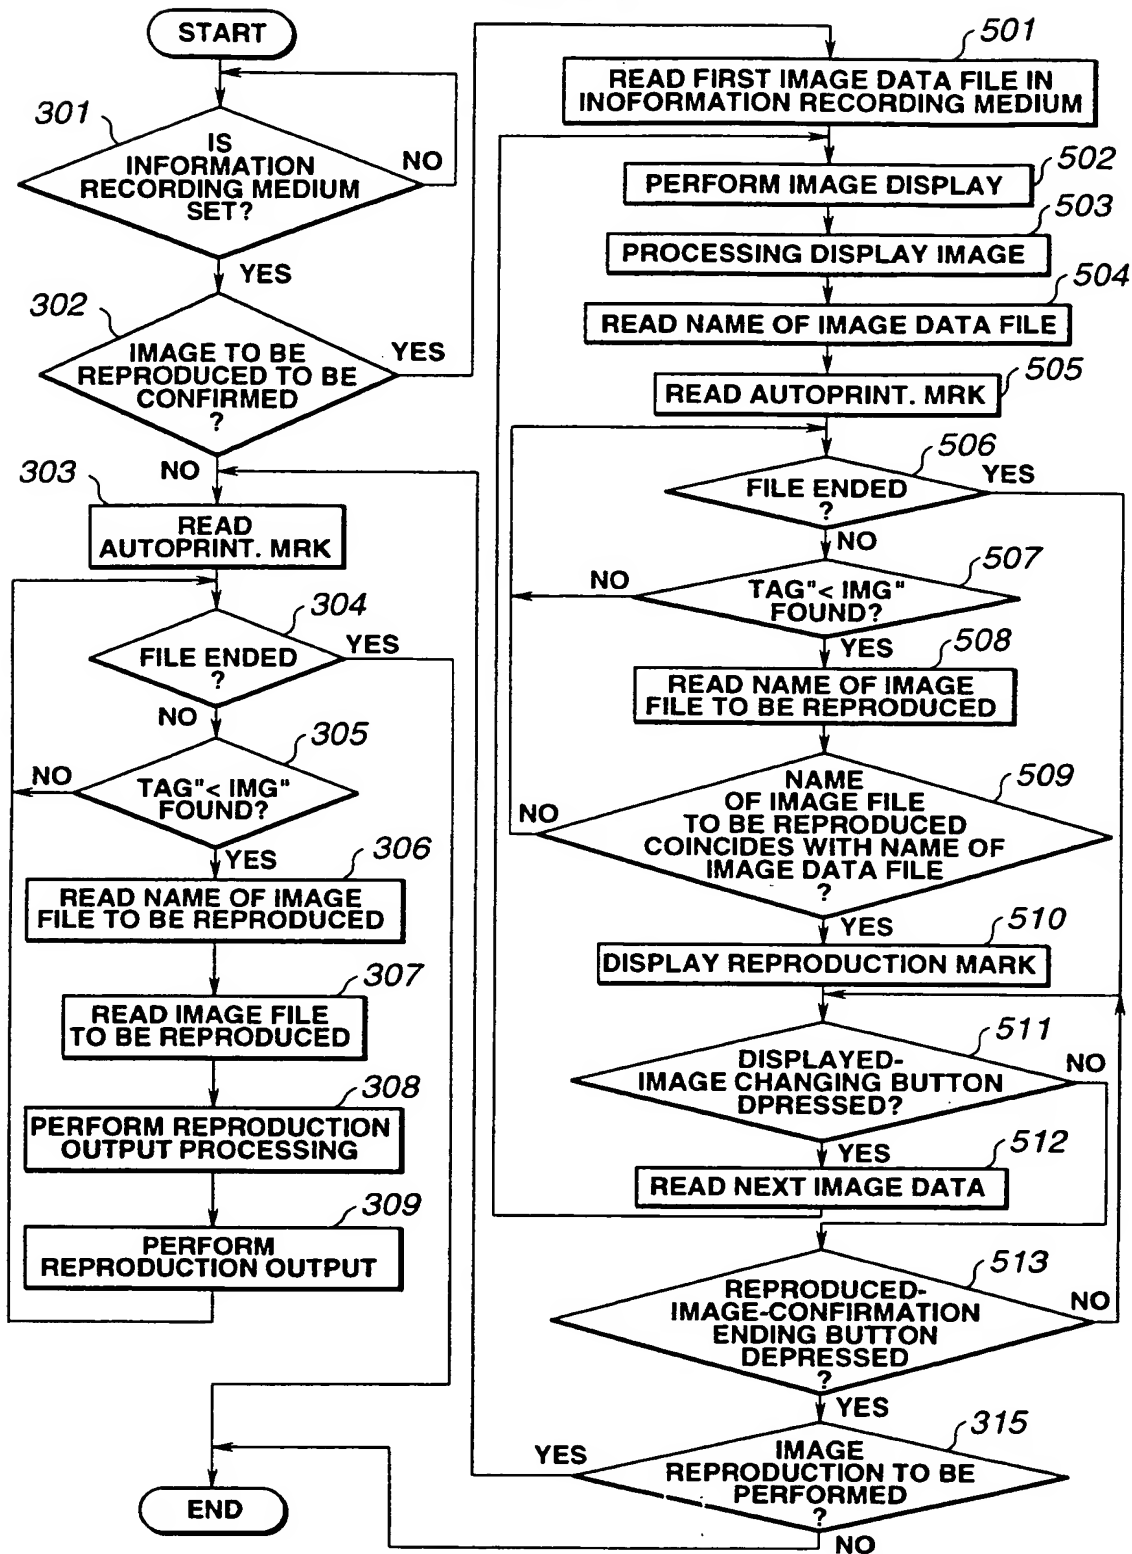 START
301
IS
INFORMATION
RECORDING MEDIUM
SET?
NO
YES
302
IMAGE TO BE
REPRODUCED TO BE
CONFIRMED
?
YES
NO
303
READ
AUTOPRINT. MRK
304
FILE ENDED
?
YES
NO
305
TAG"< IMG"
FOUND?
NO
YES
306
READ NAME OF IMAGE
FILE TO BE REPRODUCED
307
READ IMAGE FILE
TO BE REPRODUCED
308
PERFORM REPRODUCTION
OUTPUT PROCESSING
309
PERFORM
REPRODUCTION OUTPUT
END
501
READ FIRST IMAGE DATA FILE IN
INOFORMATION RECORDING MEDIUM
502
PERFORM IMAGE DISPLAY
503
PROCESSING DISPLAY IMAGE
504
READ NAME OF IMAGE DATA FILE
505
READ AUTOPRINT. MRK
506
FILE ENDED
?
YES
NO
507
TAG"< IMG"
FOUND?
NO
YES
508
READ NAME OF IMAGE
FILE TO BE REPRODUCED
509
NAME
OF IMAGE FILE
TO BE REPRODUCED
COINCIDES WITH NAME OF
IMAGE DATA FILE
?
NO
YES
510
DISPLAY REPRODUCTION MARK
511
DISPLAYED-
IMAGE CHANGING BUTTON
DPRESSED?
NO
YES
512
READ NEXT IMAGE DATA
513
REPRODUCED-
IMAGE-CONFIRMATION
ENDING BUTTON
DEPRESSED
?
NO
YES
315
IMAGE
REPRODUCTION TO BE
PERFORMED
?
YES
NO